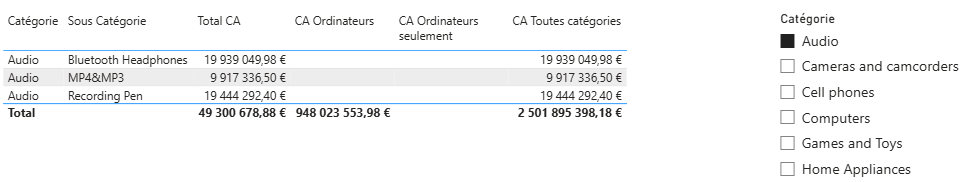 Catégorie Sous Catégorie Total CA CA Ordinateurs CA Ordinateurs seulement CA Toutes catégories
Audio Bluetooth Headphones 19 939 049,98 € 19 939 049,98 €
Audio MP4&MP3 9 917 336,50 € 9 917 336,50 €
Audio Recording Pen 19 444 292,40 € 19 444 292,40 €
Total 49 300 678,88 € 948 023 553,98 € 2 501 895 398,18 €
Catégorie
Audio
Cameras and camcorders
Cell phones
Computers
Games and Toys
Home Appliances